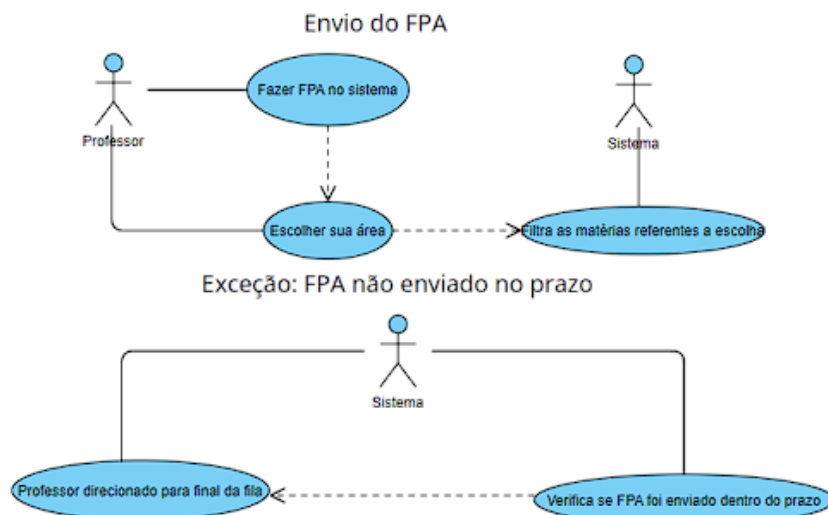 Envio do FPA
Fazer FPA no sistema
Professor
Sistema
Escolher sua área
Filtra as matérias referentes a escolha
Exceção: FPA não enviado no prazo
Sistema
Professor direcionado para final da fila
Verifica se FPA foi enviado dentro do prazo